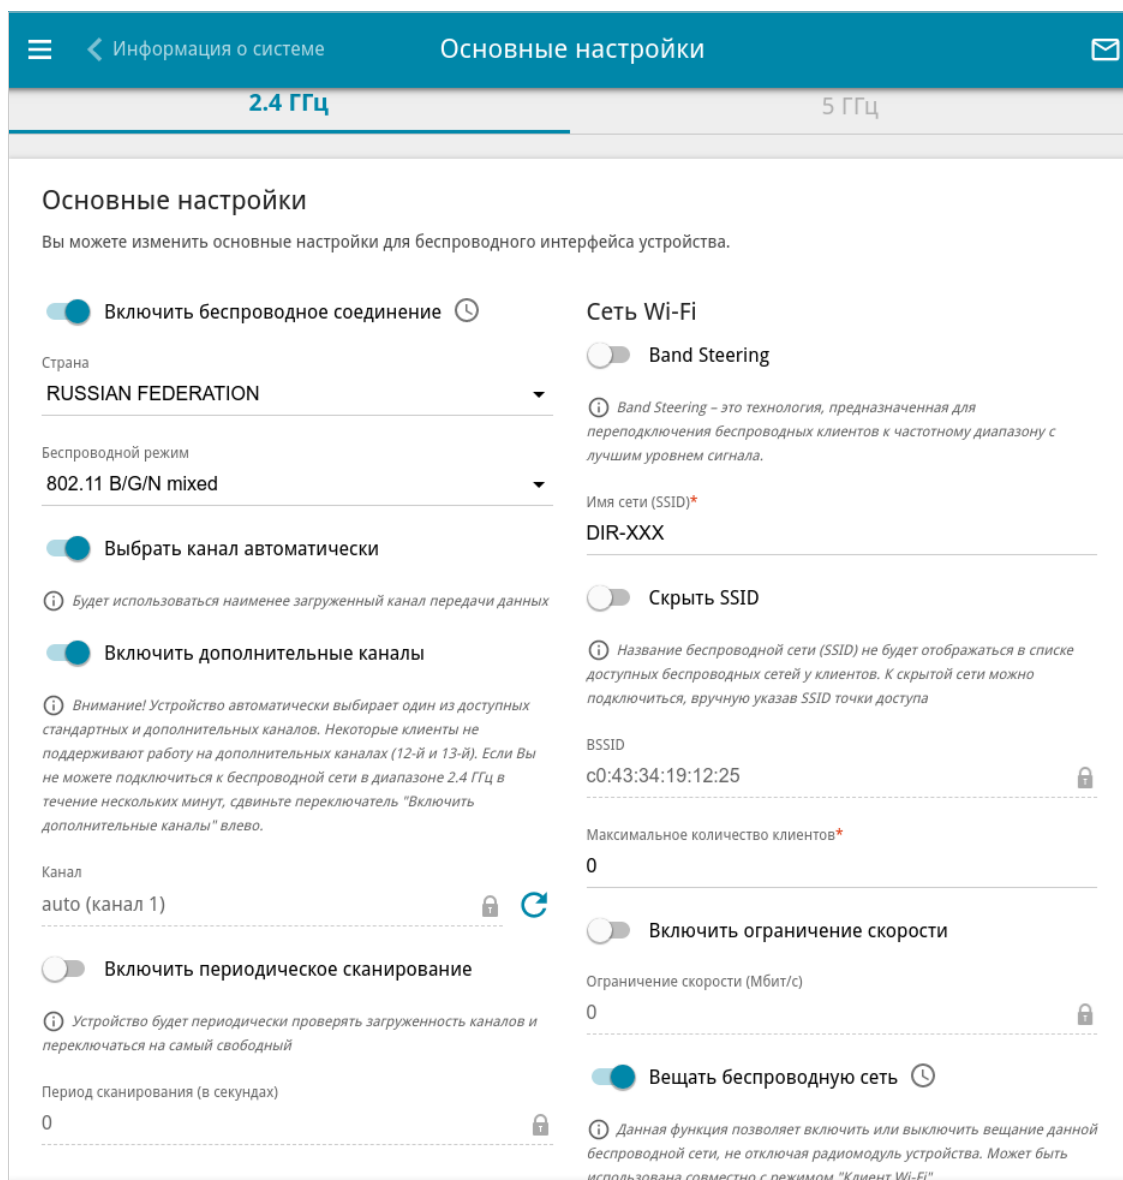 Информация о системе
Основные настройки
2.4 ГГц
5 ГГц
Основные настройки
Вы можете изменить основные настройки для беспроводного интерфейса устройства.
Включить беспроводное соединение
Страна
RUSSIAN FEDERATION
Беспроводной режим
802.11 B/G/N mixed
Выбрать канал автоматически
Будет использоваться наименее загруженный канал передачи данных
Включить дополнительные каналы
Внимание! Устройство автоматически выбирает один из доступных
стандартных и дополнительных каналов. Некоторые клиенты не
поддерживают работу на дополнительных каналах (12-й и 13-й). Если Вы
не можете подключиться к беспроводной сети в диапазоне 2.4 ГГц в
течение нескольких минут, сдвиньте переключатель "Включить
дополнительные каналы" влево.
Канал
auto (канал 1)
Включить периодическое сканирование
Устройство будет периодически проверять загруженность каналов и
переключаться на самый свободный
Период сканирования (в секундах)
0
Сеть Wi-Fi
Band Steering
Band Steering – это технология, предназначенная для
переподключения беспроводных клиентов к частотному диапазону с
лучшим уровнем сигнала.
Имя сети (SSID)*
DIR-XXX
Скрыть SSID
Название беспроводной сети (SSID) не будет отображаться в списке
доступных беспроводных сетей у клиентов. К скрытой сети можно
подключиться, вручную указав SSID точки доступа
BSSID
c0:43:34:19:12:25
Максимальное количество клиентов*
0
Включить ограничение скорости
Ограничение скорости (Мбит/с)
0
Вещать беспроводную сеть
Данная функция позволяет включить или выключить вещание данной
беспроводной сети, не отключая радиомодуль устройства. Может быть
использована совместно с режимом "Клиент Wi-Fi"